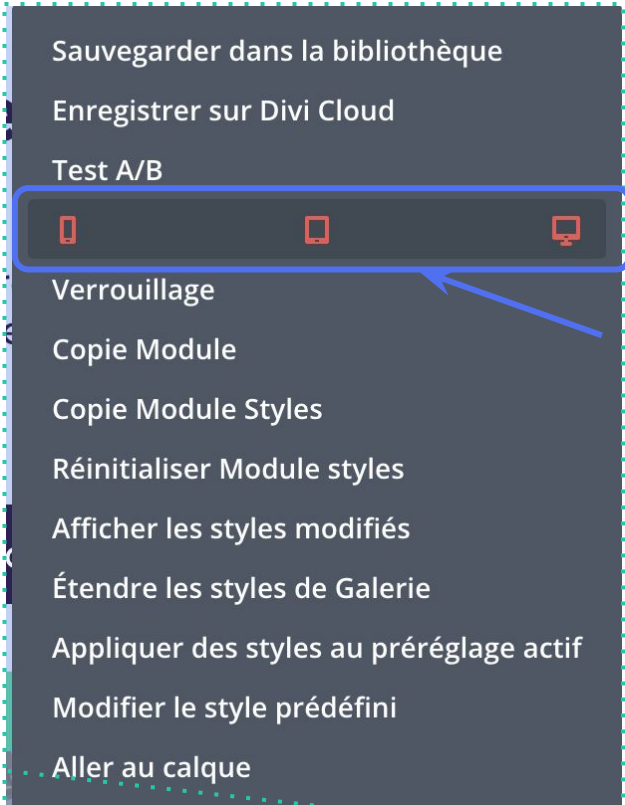 Sauvegarder dans la bibliothèque
Enregistrer sur Divi Cloud
Test A/B
Verrouillage
Copie Module
Copie Module Styles
Réinitialiser Module styles
Afficher les styles modifiés
Étendre les styles de Galerie
Appliquer des styles au préréglage actif
Modifier le style prédéfini
Aller au calque